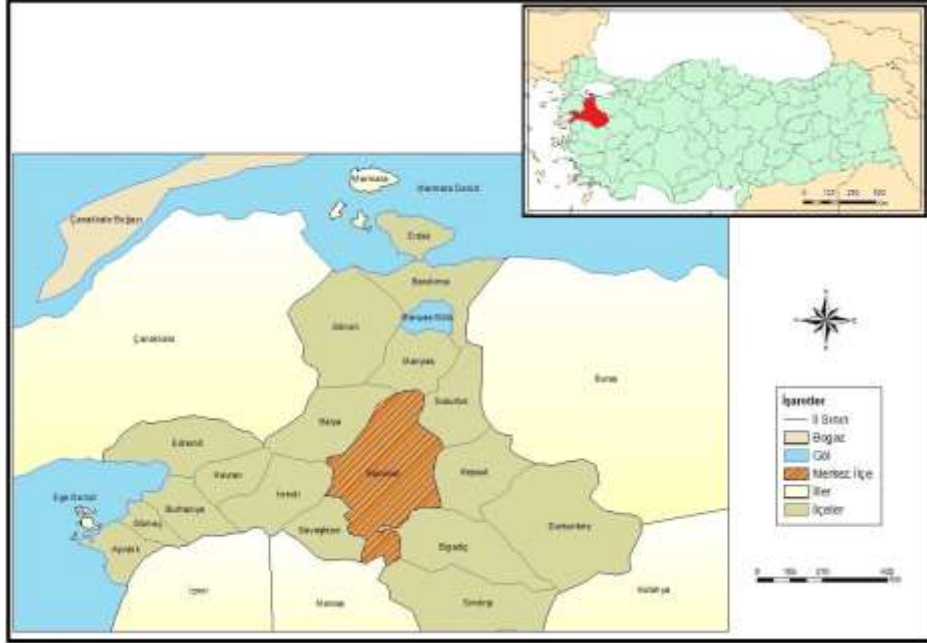 Marmara
Marmara Denizi
Çanakkale Boğazı
Erdek
Bandırma
Manyas Gölü
Gönen
Çanakkale
Manyas
Bursa
Susurluk
Balya
Edremit
Havran
Kepsut
İvrindi
Ege Denizi
Burhaniye
Gömeç
Savaştepe
Dursunbey
Ayvalık
Bigadiç
İzmir
Manisa
Sındırgı
Kütahya
İşaretler
İl Sınırı
Bogaz
Göl
Merkez İlçe
İller
İlçeler